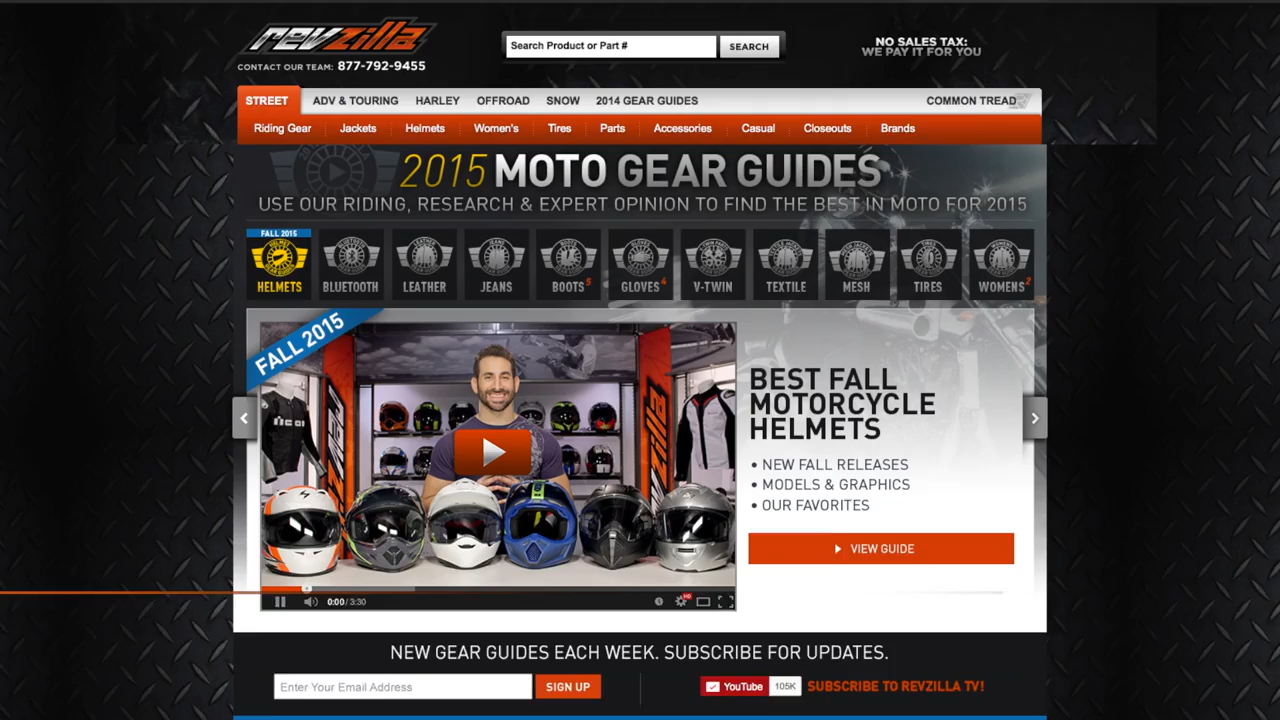 revzilla
CONTACT OUR TEAM: 877-792-9455
Search Product or Part #
SEARCH
NO SALES TAX:
WE PAY IT FOR YOU
STREET
ADV & TOURING
HARLEY
OFFROAD
SNOW
2014 GEAR GUIDES
COMMON TREAD
Riding Gear
Jackets
Helmets
Women's
Tires
Parts
Accessories
Casual
Closeouts
Brands
2015 MOTO GEAR GUIDES
USE OUR RIDING, RESEARCH & EXPERT OPINION TO FIND THE BEST IN MOTO FOR 2015
FALL 2015
HELMETS
BLUETOOTH
LEATHER
JEANS
BOOTS 5
GLOVES 4
V-TWIN
TEXTILE
MESH
TIRES
WOMENS 2
FALL 2015
revzilla
BEST FALL
MOTORCYCLE
HELMETS
• NEW FALL RELEASES
• MODELS & GRAPHICS
• OUR FAVORITES
VIEW GUIDE
0:00 / 3:30
HD
NEW GEAR GUIDES EACH WEEK. SUBSCRIBE FOR UPDATES.
Enter Your Email Address
SIGN UP
YouTube
105K
SUBSCRIBE TO REVZILLA TV!